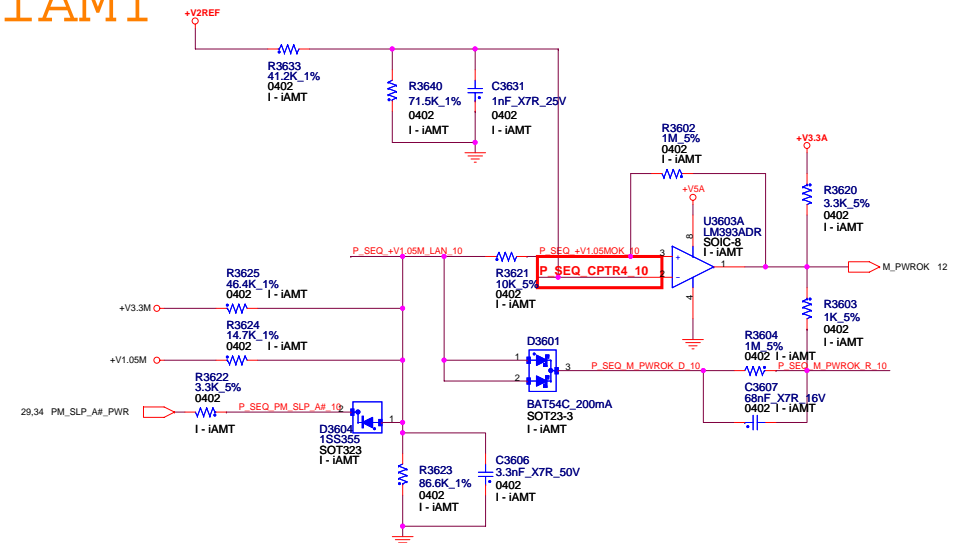 iAMT
+V2REF
R3633
41.2K_1%
0402
I - iAMT
R3640
71.5K_1%
0402
I - iAMT
C3631
1nF_X7R_25V
0402
I - iAMT
R3602
1M_5%
0402
I - iAMT
+V3.3A
+V5A
R3620
3.3K_5%
0402
I - iAMT
U3603A
LM393ADR
SOIC-8
I - iAMT
8
P_SEQ_+V1.05M_LAN_10
P_SEQ_+V1.05MOK_10
3
+
P_SEQ_CPTR4_10
2
-
1
4
M_PWROK 12
R3621
10K_5%
0402
I - iAMT
R3625
46.4K_1%
0402 I - iAMT
+V3.3M
R3603
1K_5%
0402
I - iAMT
R3624
14.7K_1%
0402 I - iAMT
+V1.05M
D3601
1
2
3
BAT54C_200mA
SOT23-3
I - iAMT
P_SEQ_M_PWROK_D_10
R3604
1M_5%
0402 I - iAMT
P_SEQ_M_PWROK_R_10
C3607
68nF_X7R_16V
0402 I - iAMT
R3622
3.3K_5%
0402
I - iAMT
29,34 PM_SLP_A#_PWR
P_SEQ_PM_SLP_A#_10
2
1
D3604
1SS355
SOT323
I - iAMT
R3623
86.6K_1%
0402
I - iAMT
C3606
3.3nF_X7R_50V
0402
I - iAMT